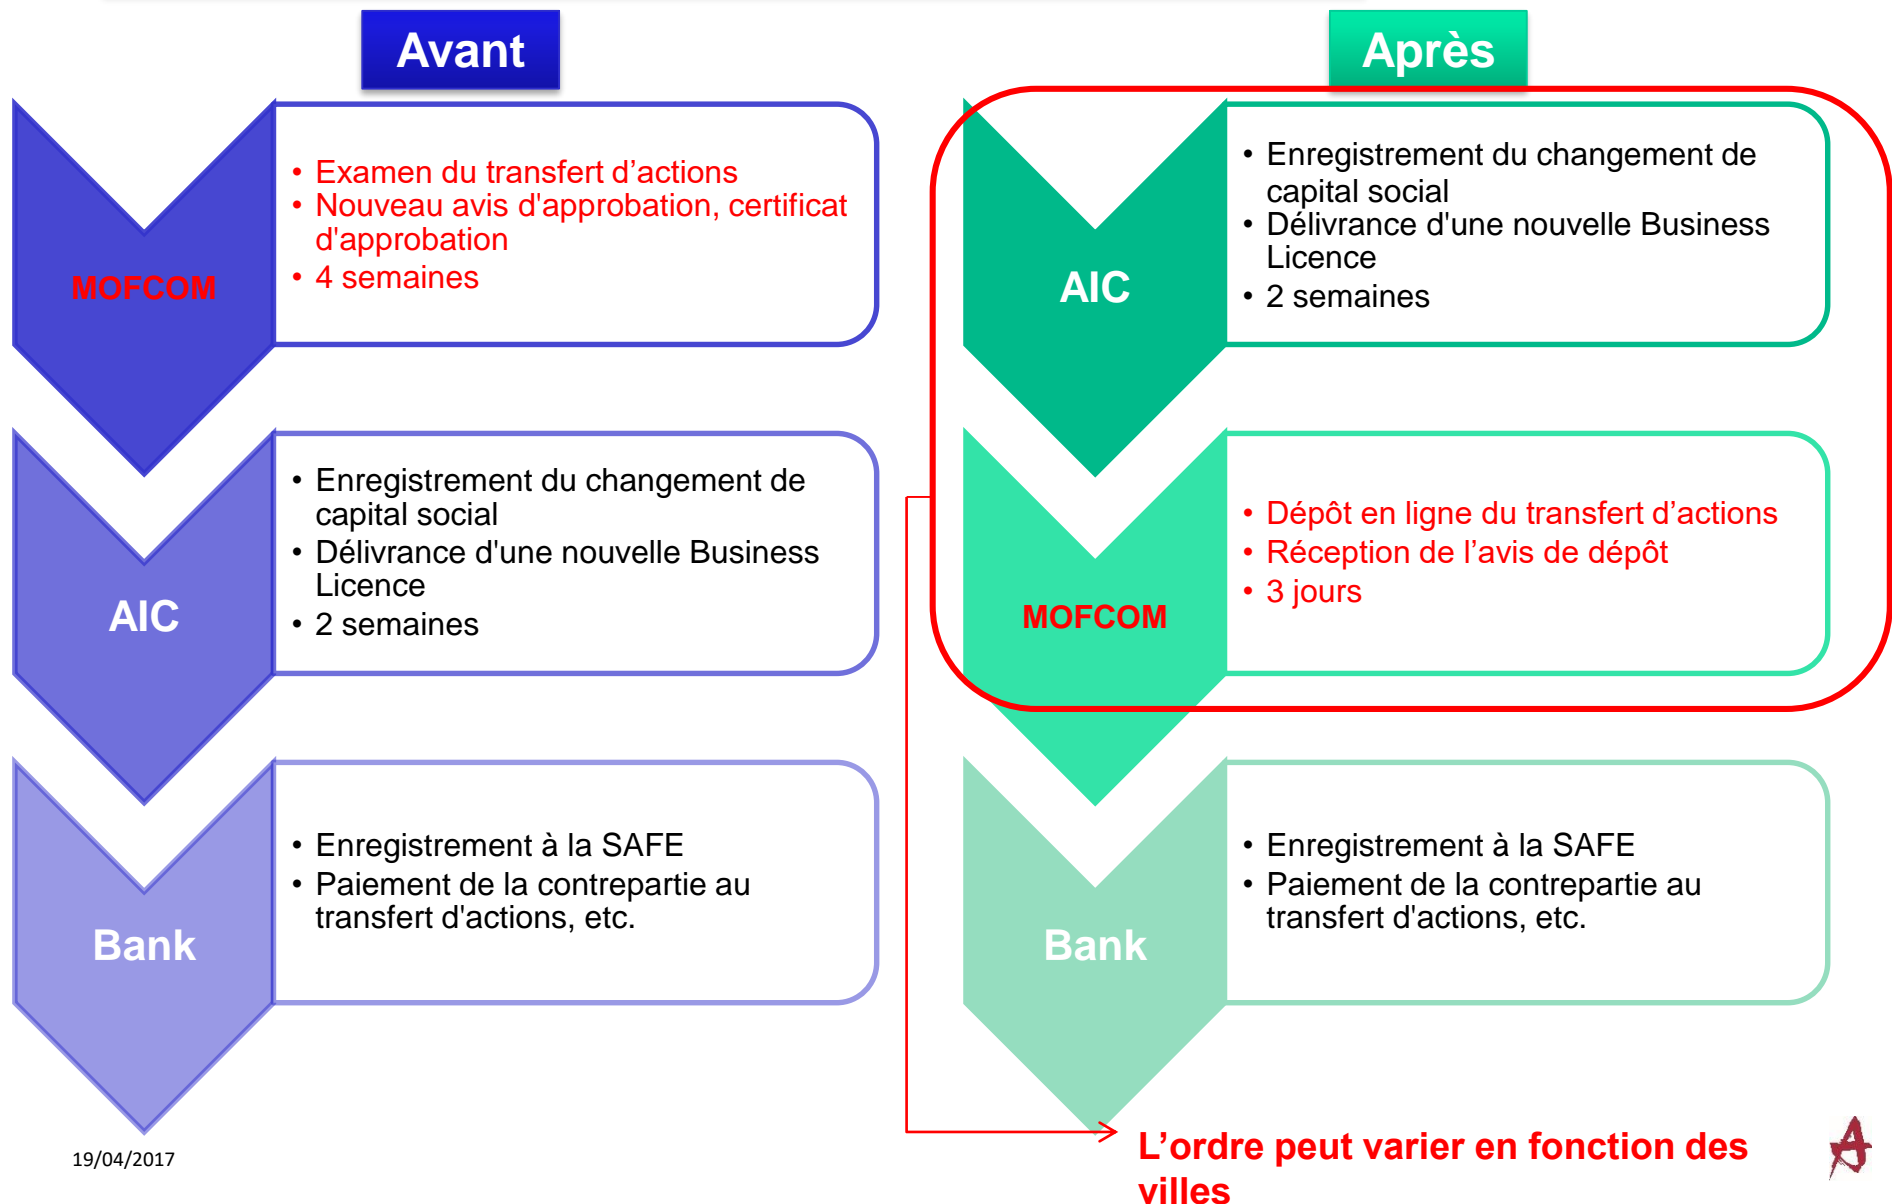 Avant
MOFCOM
• Examen du transfert d’actions
• Nouveau avis d'approbation, certificat
d'approbation
• 4 semaines
AIC
• Enregistrement du changement de
capital social
• Délivrance d'une nouvelle Business
Licence
• 2 semaines
Bank
• Enregistrement à la SAFE
• Paiement de la contrepartie au
transfert d'actions, etc.
Après
AIC
• Enregistrement du changement de
capital social
• Délivrance d'une nouvelle Business
Licence
• 2 semaines
MOFCOM
• Dépôt en ligne du transfert d’actions
• Réception de l’avis de dépôt
• 3 jours
Bank
• Enregistrement à la SAFE
• Paiement de la contrepartie au
transfert d'actions, etc.
L’ordre peut varier en fonction des
villes
19/04/2017
A